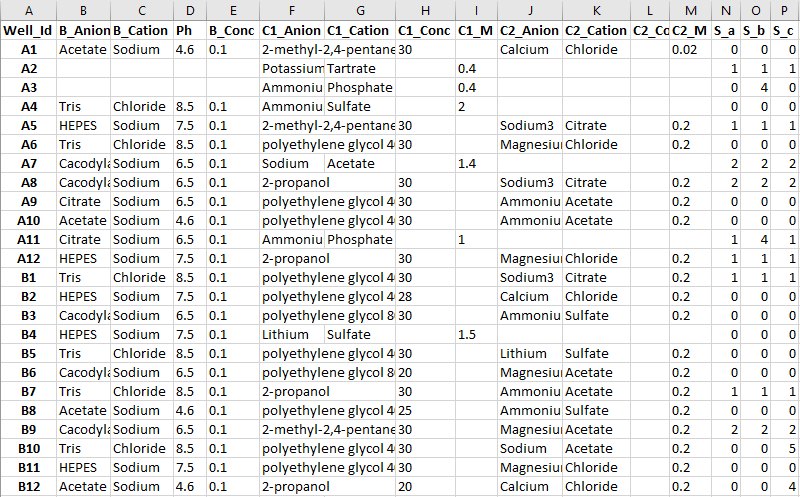 A B C D E F G H I J K L M N O P
Well_Id B_Anion B_Cation Ph B_Conc C1_Anion C1_Cation C1_Conc C1_M C2_Anion C2_Cation C2_Co C2_M S_a S_b S_c
A1 Acetate Sodium 4.6 0.1 2-methyl-2,4-pentane 30 Calcium Chloride 0.02 0 0 0
A2 Potassium Tartrate 0.4 1 1 1
A3 Ammoniu Phosphate 0.4 0 4 0
A4 Tris Chloride 8.5 0.1 Ammoniu Sulfate 2 0 0 0
A5 HEPES Sodium 7.5 0.1 2-methyl-2,4-pentane 30 Sodium3 Citrate 0.2 1 1 1
A6 Tris Chloride 8.5 0.1 polyethylene glycol 4 30 Magnesiu Chloride 0.2 0 0 0
A7 Cacodyla Sodium 6.5 0.1 Sodium Acetate 1.4 2 2 2
A8 Cacodyla Sodium 6.5 0.1 2-propanol 30 Sodium3 Citrate 0.2 2 2 2
A9 Citrate Sodium 6.5 0.1 polyethylene glycol 4 30 Ammoniu Acetate 0.2 0 0 0
A10 Acetate Sodium 4.6 0.1 polyethylene glycol 4 30 Ammoniu Acetate 0.2 0 0 0
A11 Citrate Sodium 6.5 0.1 Ammoniu Phosphate 1 1 4 1
A12 HEPES Sodium 7.5 0.1 2-propanol 30 Magnesiu Chloride 0.2 1 1 1
B1 Tris Chloride 8.5 0.1 polyethylene glycol 4 30 Sodium3 Citrate 0.2 1 1 1
B2 HEPES Sodium 7.5 0.1 polyethylene glycol 4 28 Calcium Chloride 0.2 0 0 0
B3 Cacodyla Sodium 6.5 0.1 polyethylene glycol 8 30 Ammoniu Sulfate 0.2 0 0 0
B4 HEPES Sodium 7.5 0.1 Lithium Sulfate 1.5 0 0 0
B5 Tris Chloride 8.5 0.1 polyethylene glycol 4 30 Lithium Sulfate 0.2 0 0 0
B6 Cacodyla Sodium 6.5 0.1 polyethylene glycol 8 20 Magnesiu Acetate 0.2 0 0 0
B7 Tris Chloride 8.5 0.1 2-propanol 30 Ammoniu Acetate 0.2 1 1 1
B8 Acetate Sodium 4.6 0.1 polyethylene glycol 4 25 Ammoniu Sulfate 0.2 0 0 0
B9 Cacodyla Sodium 6.5 0.1 2-methyl-2,4-pentane 30 Magnesiu Acetate 0.2 2 2 2
B10 Tris Chloride 8.5 0.1 polyethylene glycol 4 30 Sodium Acetate 0.2 0 0 5
B11 HEPES Sodium 7.5 0.1 polyethylene glycol 4 30 Magnesiu Chloride 0.2 0 0 0
B12 Acetate Sodium 4.6 0.1 2-propanol 20 Calcium Chloride 0.2 0 0 4